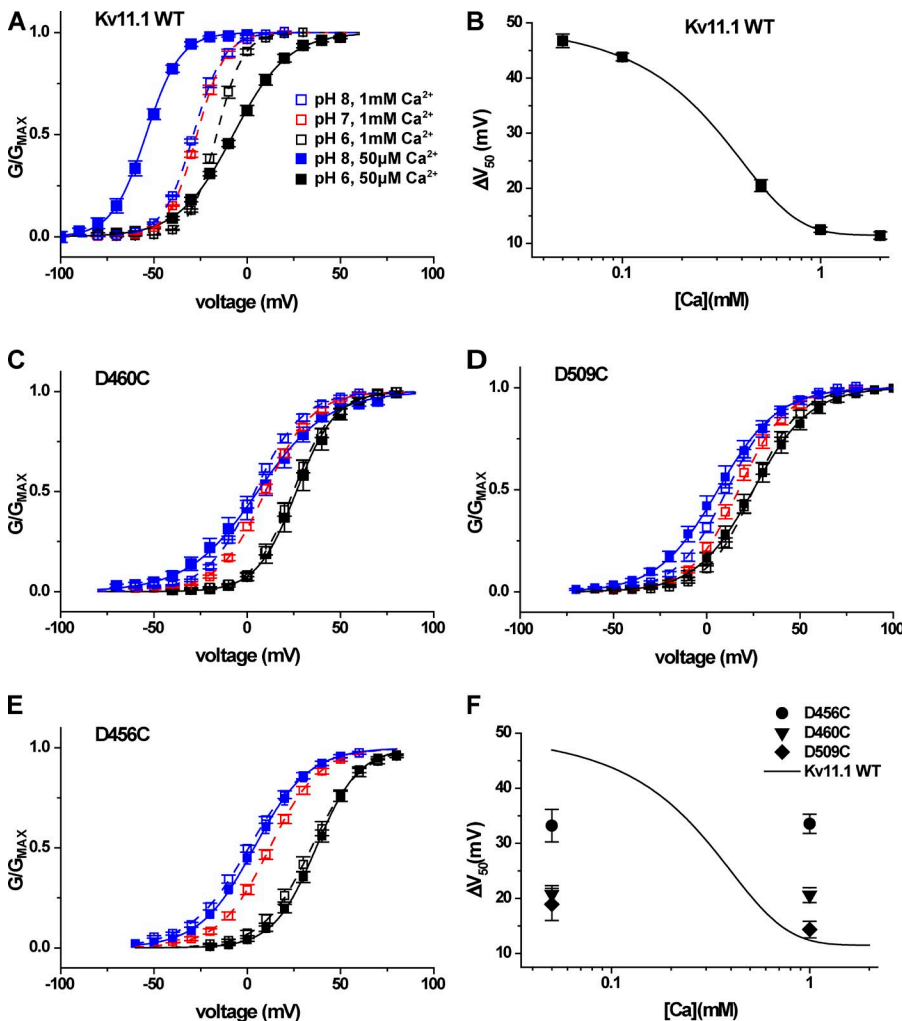 A
Kv11.1 WT
G/GMAX
1.0
0.5
0.0
pH 8, 1mM Ca²⁺
pH 7, 1mM Ca²⁺
pH 6, 1mM Ca²⁺
pH 8, 50μM Ca²⁺
pH 6, 50μM Ca²⁺
-100 -50 0 50
voltage (mV)
B
Kv11.1 WT
ΔV50 (mV)
50
40
30
20
10
0.1 1
[Ca](mM)
C
D460C
G/GMAX
1.0
0.5
0.0
-100 -50 0 50 100
voltage (mV)
D
D509C
G/GMAX
1.0
0.5
0.0
-100 -50 0 50 100
voltage (mV)
E
D456C
G/GMAX
1.0
0.5
0.0
-100 -50 0 50 100
voltage (mV)
F
D456C
D460C
D509C
Kv11.1 WT
ΔV50(mV)
50
40
30
20
10
0.1 1
[Ca](mM)